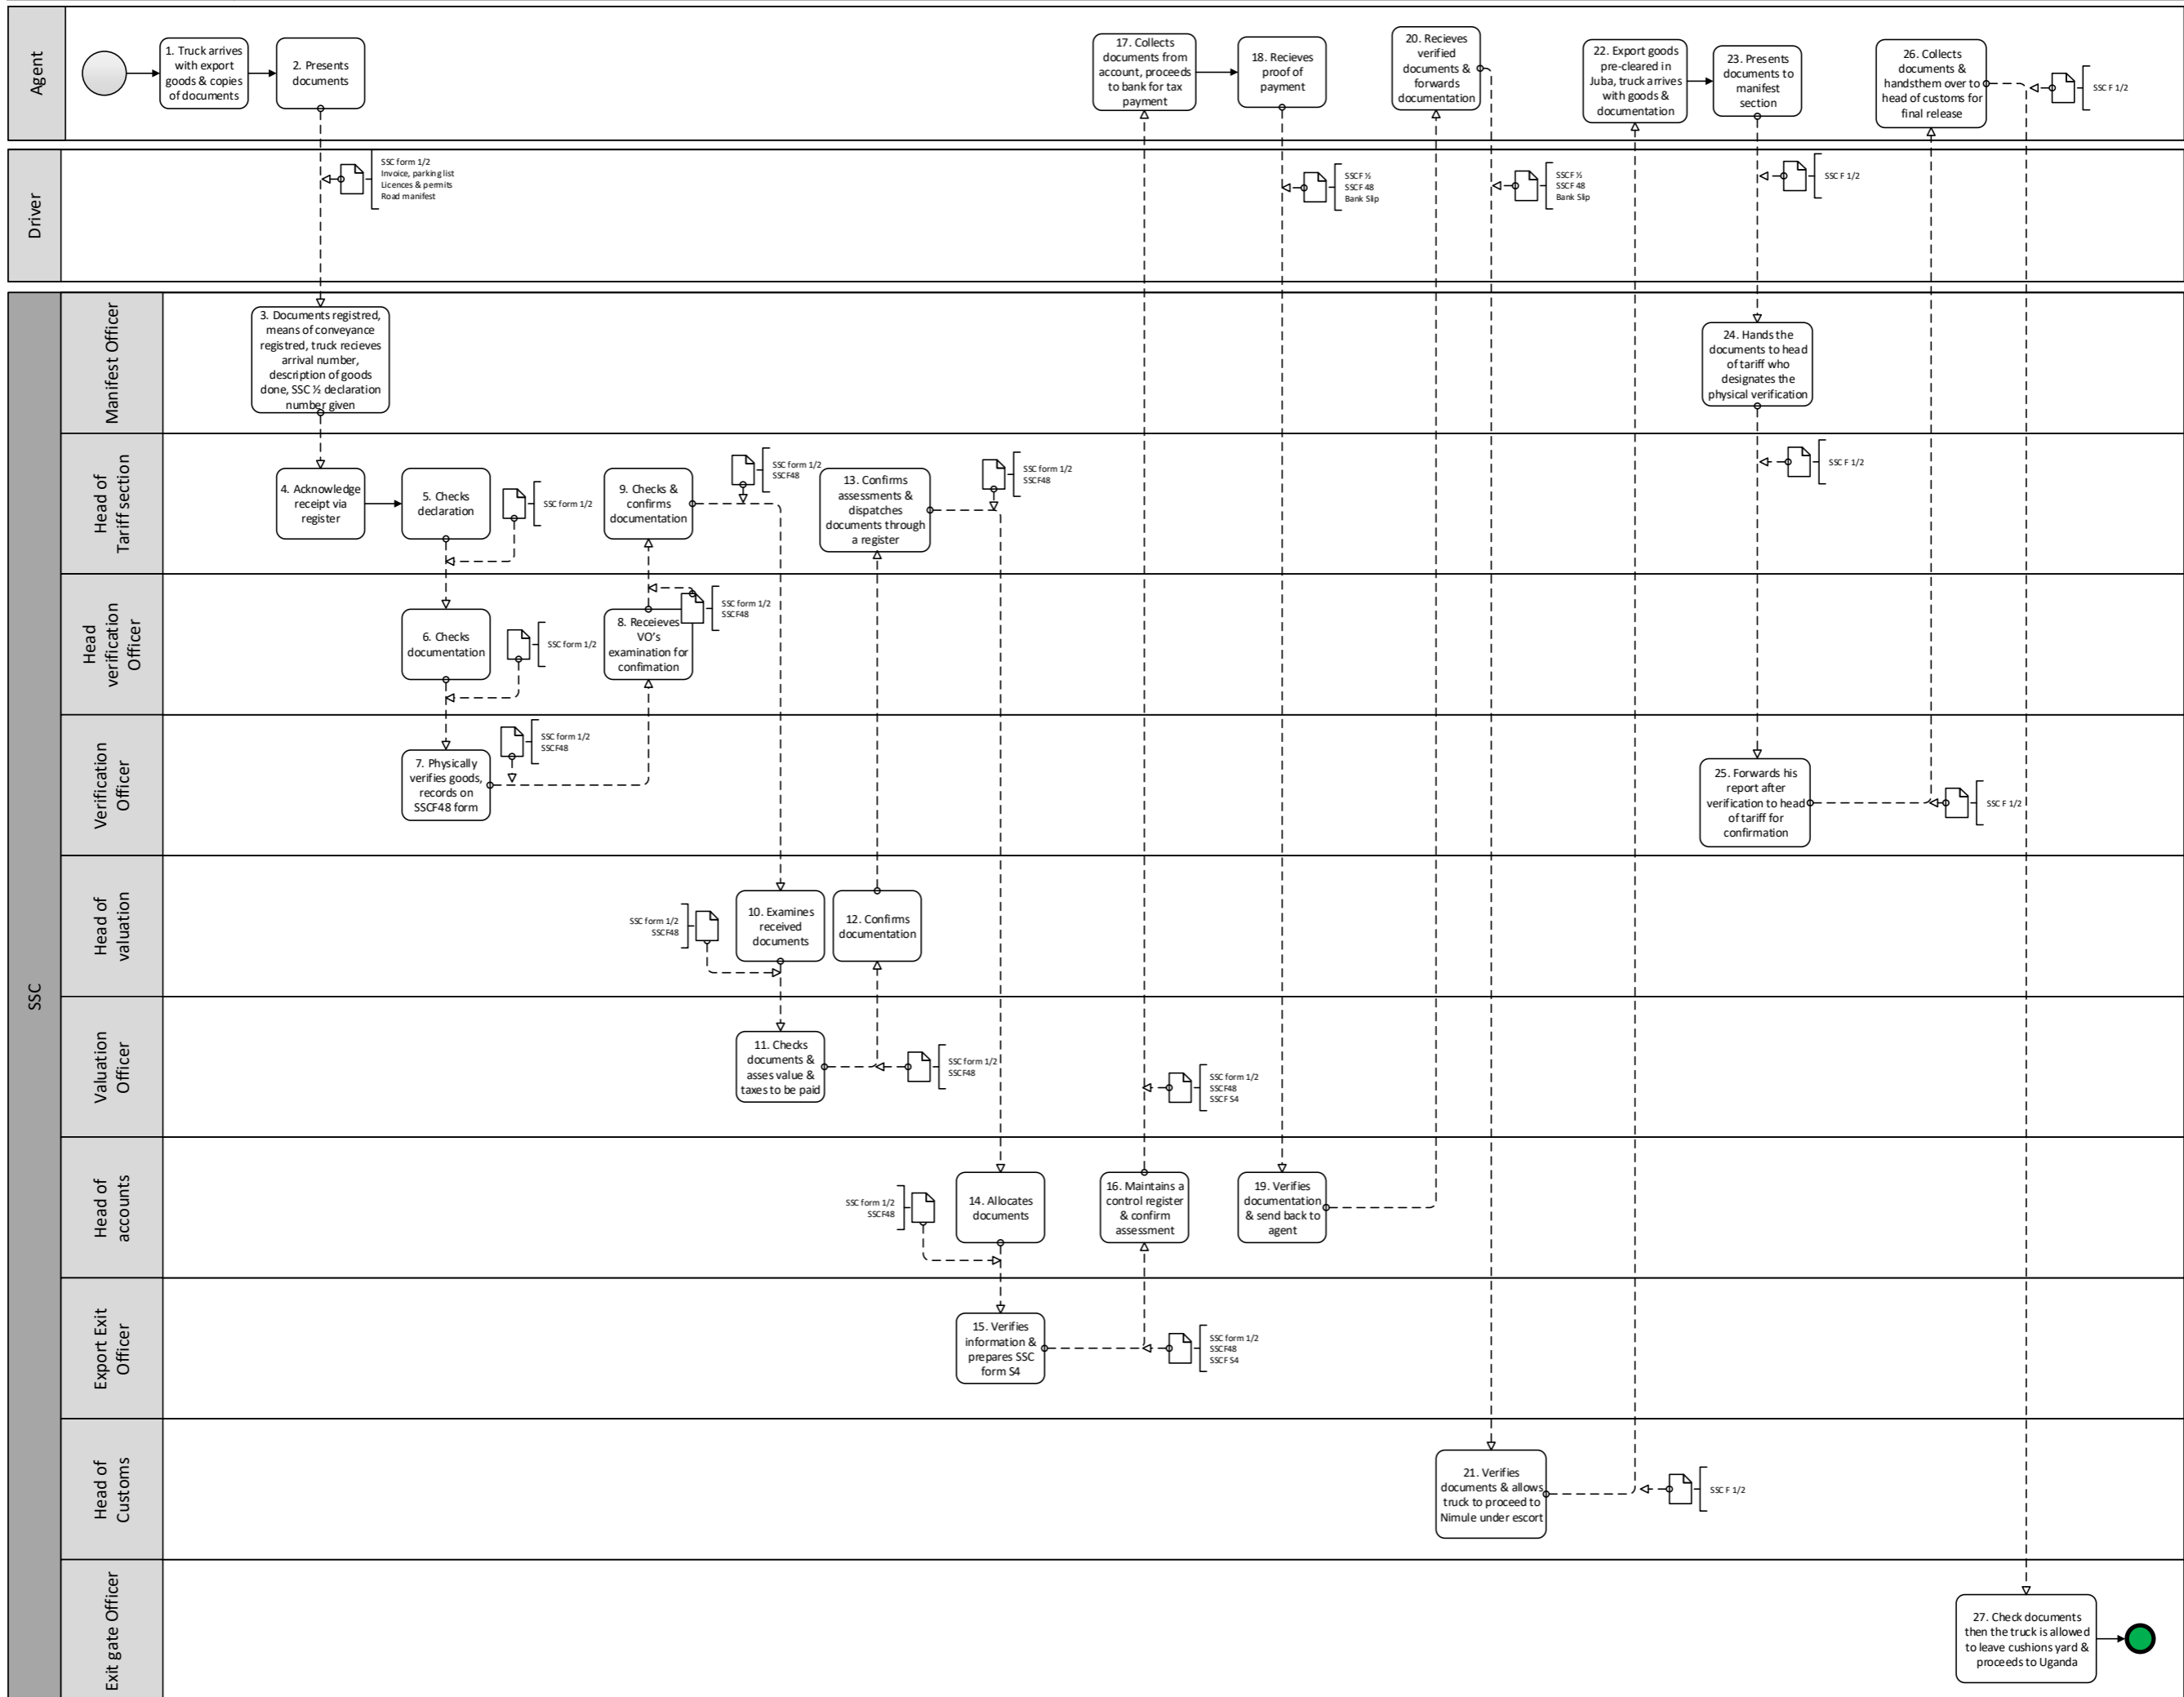 Agent
1. Truck arrives
with export
goods & copies
of documents
2. Presents
documents
17. Collects
documents from
account, proceeds
to bank for tax
payment
18. Recieves
proof of
payment
20. Recieves
verified
documents &
forwards
documentation
22. Export goods
pre-cleared in
Juba, truck arrives
with goods &
documentation
23. Presents
documents to
manifest
section
26. Collects
documents &
handsthem over to
head of customs for
final release
SSC F 1/2
Driver
SSC form 1/2
Invoice, parking list
Licences & permits
Road manifest
SSCF ½
SSCF 48
Bank Slip
SSCF ½
SSCF 48
Bank Slip
SSC F 1/2
SSC
Manifest Officer
3. Documents registred,
means of conveyance
registred, truck recieves
arrival number,
description of goods
done, SSC ½ declaration
number given
24. Hands the
documents to head
of tariff who
designates the
physical verification
Head of
Tariff section
4. Acknowledge
receipt via
register
5. Checks
declaration
SSC form 1/2
9. Checks &
confirms
documentation
SSC form 1/2
SSCF48
13. Confirms
assessments &
dispatches
documents through
a register
SSC form 1/2
SSCF48
SSC F 1/2
Head
verification
Officer
6. Checks
documentation
SSC form 1/2
8. Receieves
VO's
examination for
confimation
SSC form 1/2
SSCF48
Verification
Officer
7. Physically
verifies goods,
records on
SSCF48 form
SSC form 1/2
SSCF48
25. Forwards his
report after
verification to head
of tariff for
confirmation
SSC F 1/2
Head of
valuation
SSC form 1/2
SSCF48
10. Examines
received
documents
12. Confirms
documentation
Valuation
Officer
11. Checks
documents &
asses value &
taxes to be paid
SSC form 1/2
SSCF48
SSC form 1/2
SSCF48
SSCF S4
Head of
accounts
SSC form 1/2
SSCF48
14. Allocates
documents
16. Maintains a
control register
& confirm
assessment
19. Verifies
documentation
& send back to
agent
Export Exit
Officer
15. Verifies
information &
prepares SSC
form S4
SSC form 1/2
SSCF48
SSCF S4
Head of
Customs
21. Verifies
documents & allows
truck to proceed to
Nimule under escort
SSC F 1/2
Exit gate Officer
27. Check documents
then the truck is allowed
to leave cushions yard &
proceeds to Uganda